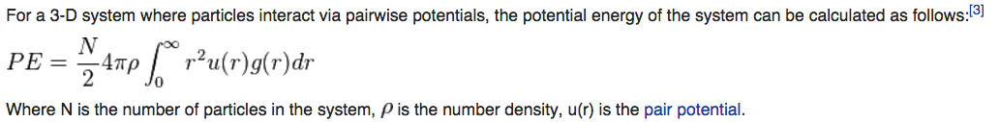 For a 3-D system where particles interact via pairwise potentials, the potential energy of the system can be calculated as follows:[3]
PE = \frac{N}{2} 4\pi\rho \int_0^\infty r^2 u(r)g(r)dr
Where N is the number of particles in the system, ρ is the number density, u(r) is the pair potential.